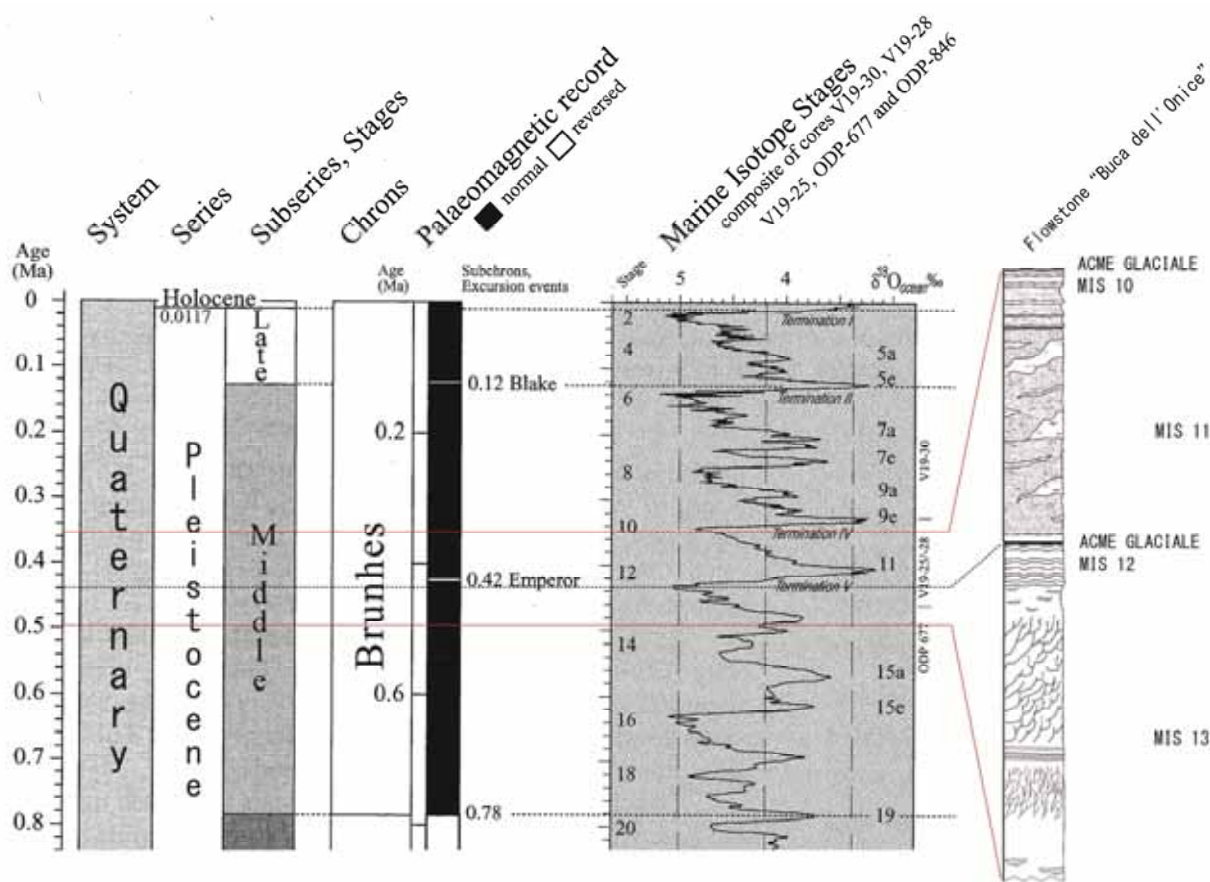 System
Series
Subseries, Stages
Chrons
Palaeomagnetic record
normal reversed
Marine Isotope Stages
composite of cores V19-30, V19-28
V19-25, ODP-677 and ODP-846
Flowstone "Buca dell' Onice"
Age
(Ma)
0
0.1
0.2
0.3
0.4
0.5
0.6
0.7
0.8
Quaternary
Holocene
0.0117
Pleistocene
Late
Middle
Brunhes
Age
(Ma)
0.2
0.6
Subchrons,
Excursion events
0.12 Blake
0.42 Emperor
0.78
Stage
5
4
δ18O
‰
2
4
6
8
10
12
14
16
18
20
Termination I
Termination II
Termination IV
Termination V
5a
5e
7a
7e
9a
9e
11
15a
15e
19
V19-30
V19-25/-28
ODP 677
ACME GLACIALE
MIS 10
MIS 11
ACME GLACIALE
MIS 12
MIS 13